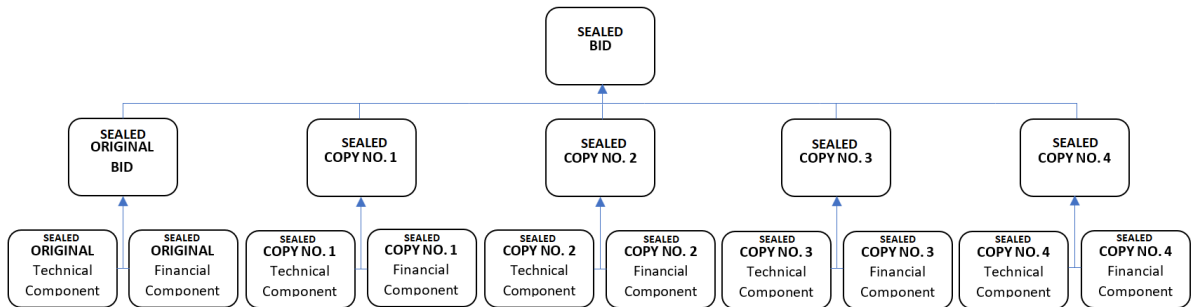 SEALED
BID
SEALED
ORIGINAL
BID
SEALED
COPY NO. 1
SEALED
COPY NO. 2
SEALED
COPY NO. 3
SEALED
COPY NO. 4
SEALED
ORIGINAL
Technical
Component
SEALED
ORIGINAL
Financial
Component
SEALED
COPY NO. 1
Technical
Component
SEALED
COPY NO. 1
Financial
Component
SEALED
COPY NO. 2
Technical
Component
SEALED
COPY NO. 2
Financial
Component
SEALED
COPY NO. 3
Technical
Component
SEALED
COPY NO. 3
Financial
Component
SEALED
COPY NO. 4
Technical
Component
SEALED
COPY NO. 4
Financial
Component